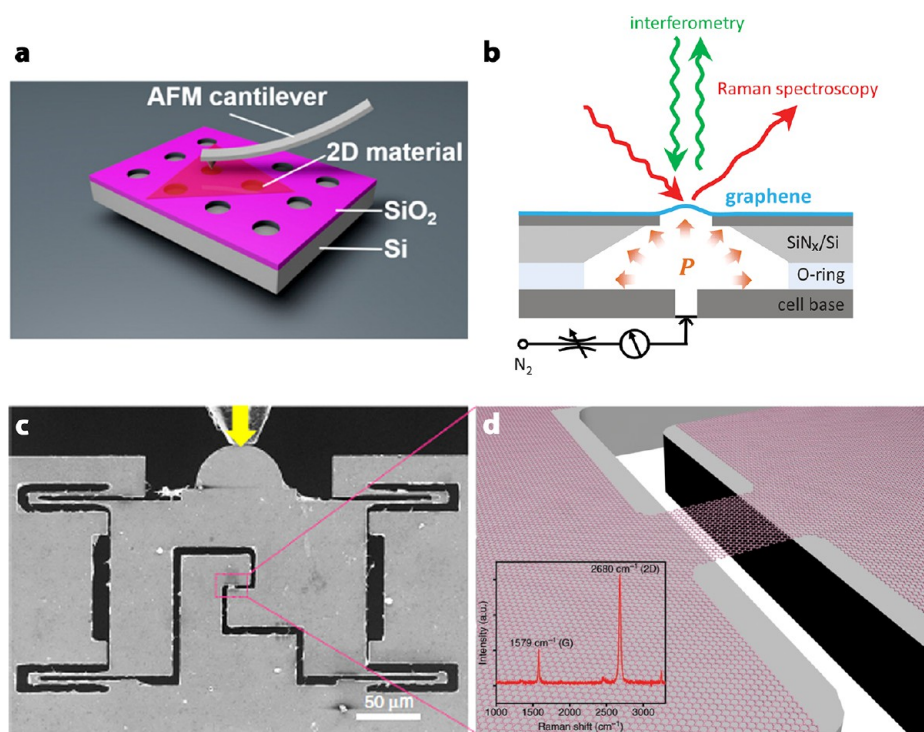 a
AFM cantilever
2D material
SiO₂
Si
b
interferometry
Raman spectroscopy
graphene
SiNₓ/Si
P
O-ring
cell base
N₂
c
50 μm
d
2680 cm⁻¹ (2D)
1579 cm⁻¹ (G)
Intensity (a.u.)
1000 1500 2000 2500 3000
Raman shift (cm⁻¹)